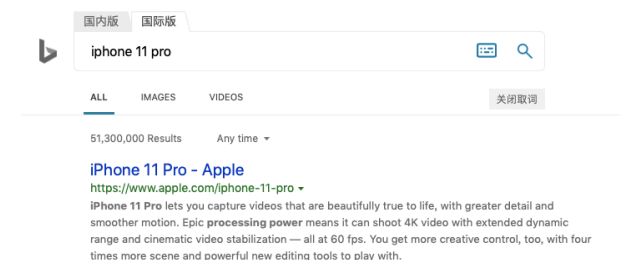 国内版 国际版
iphone 11 pro
ALL IMAGES VIDEOS 关闭取词
51,300,000 Results Any time
iPhone 11 Pro - Apple
https://www.apple.com/iphone-11-pro
iPhone 11 Pro lets you capture videos that are beautifully true to life, with greater detail and
smoother motion. Epic processing power means it can shoot 4K video with extended dynamic
range and cinematic video stabilization — all at 60 fps. You get more creative control, too, with four
times more scene and powerful new editing tools to play with.